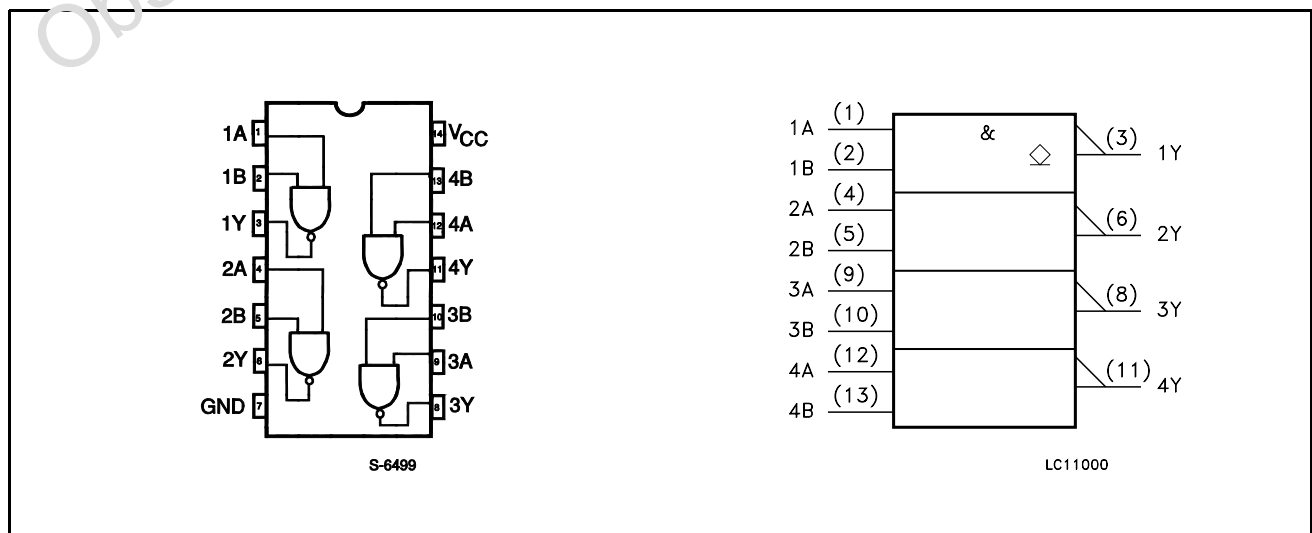 Obs
1A 1 14 VCC
1B 2 13 4B
1Y 3 12 4A
2A 4 11 4Y
2B 5 10 3B
2Y 6 9 3A
GND 7 8 3Y
S-6499
&
1A (1) (3) 1Y
1B (2)
2A (4) (6) 2Y
2B (5)
3A (9) (8) 3Y
3B (10)
4A (12) (11) 4Y
4B (13)
LC11000